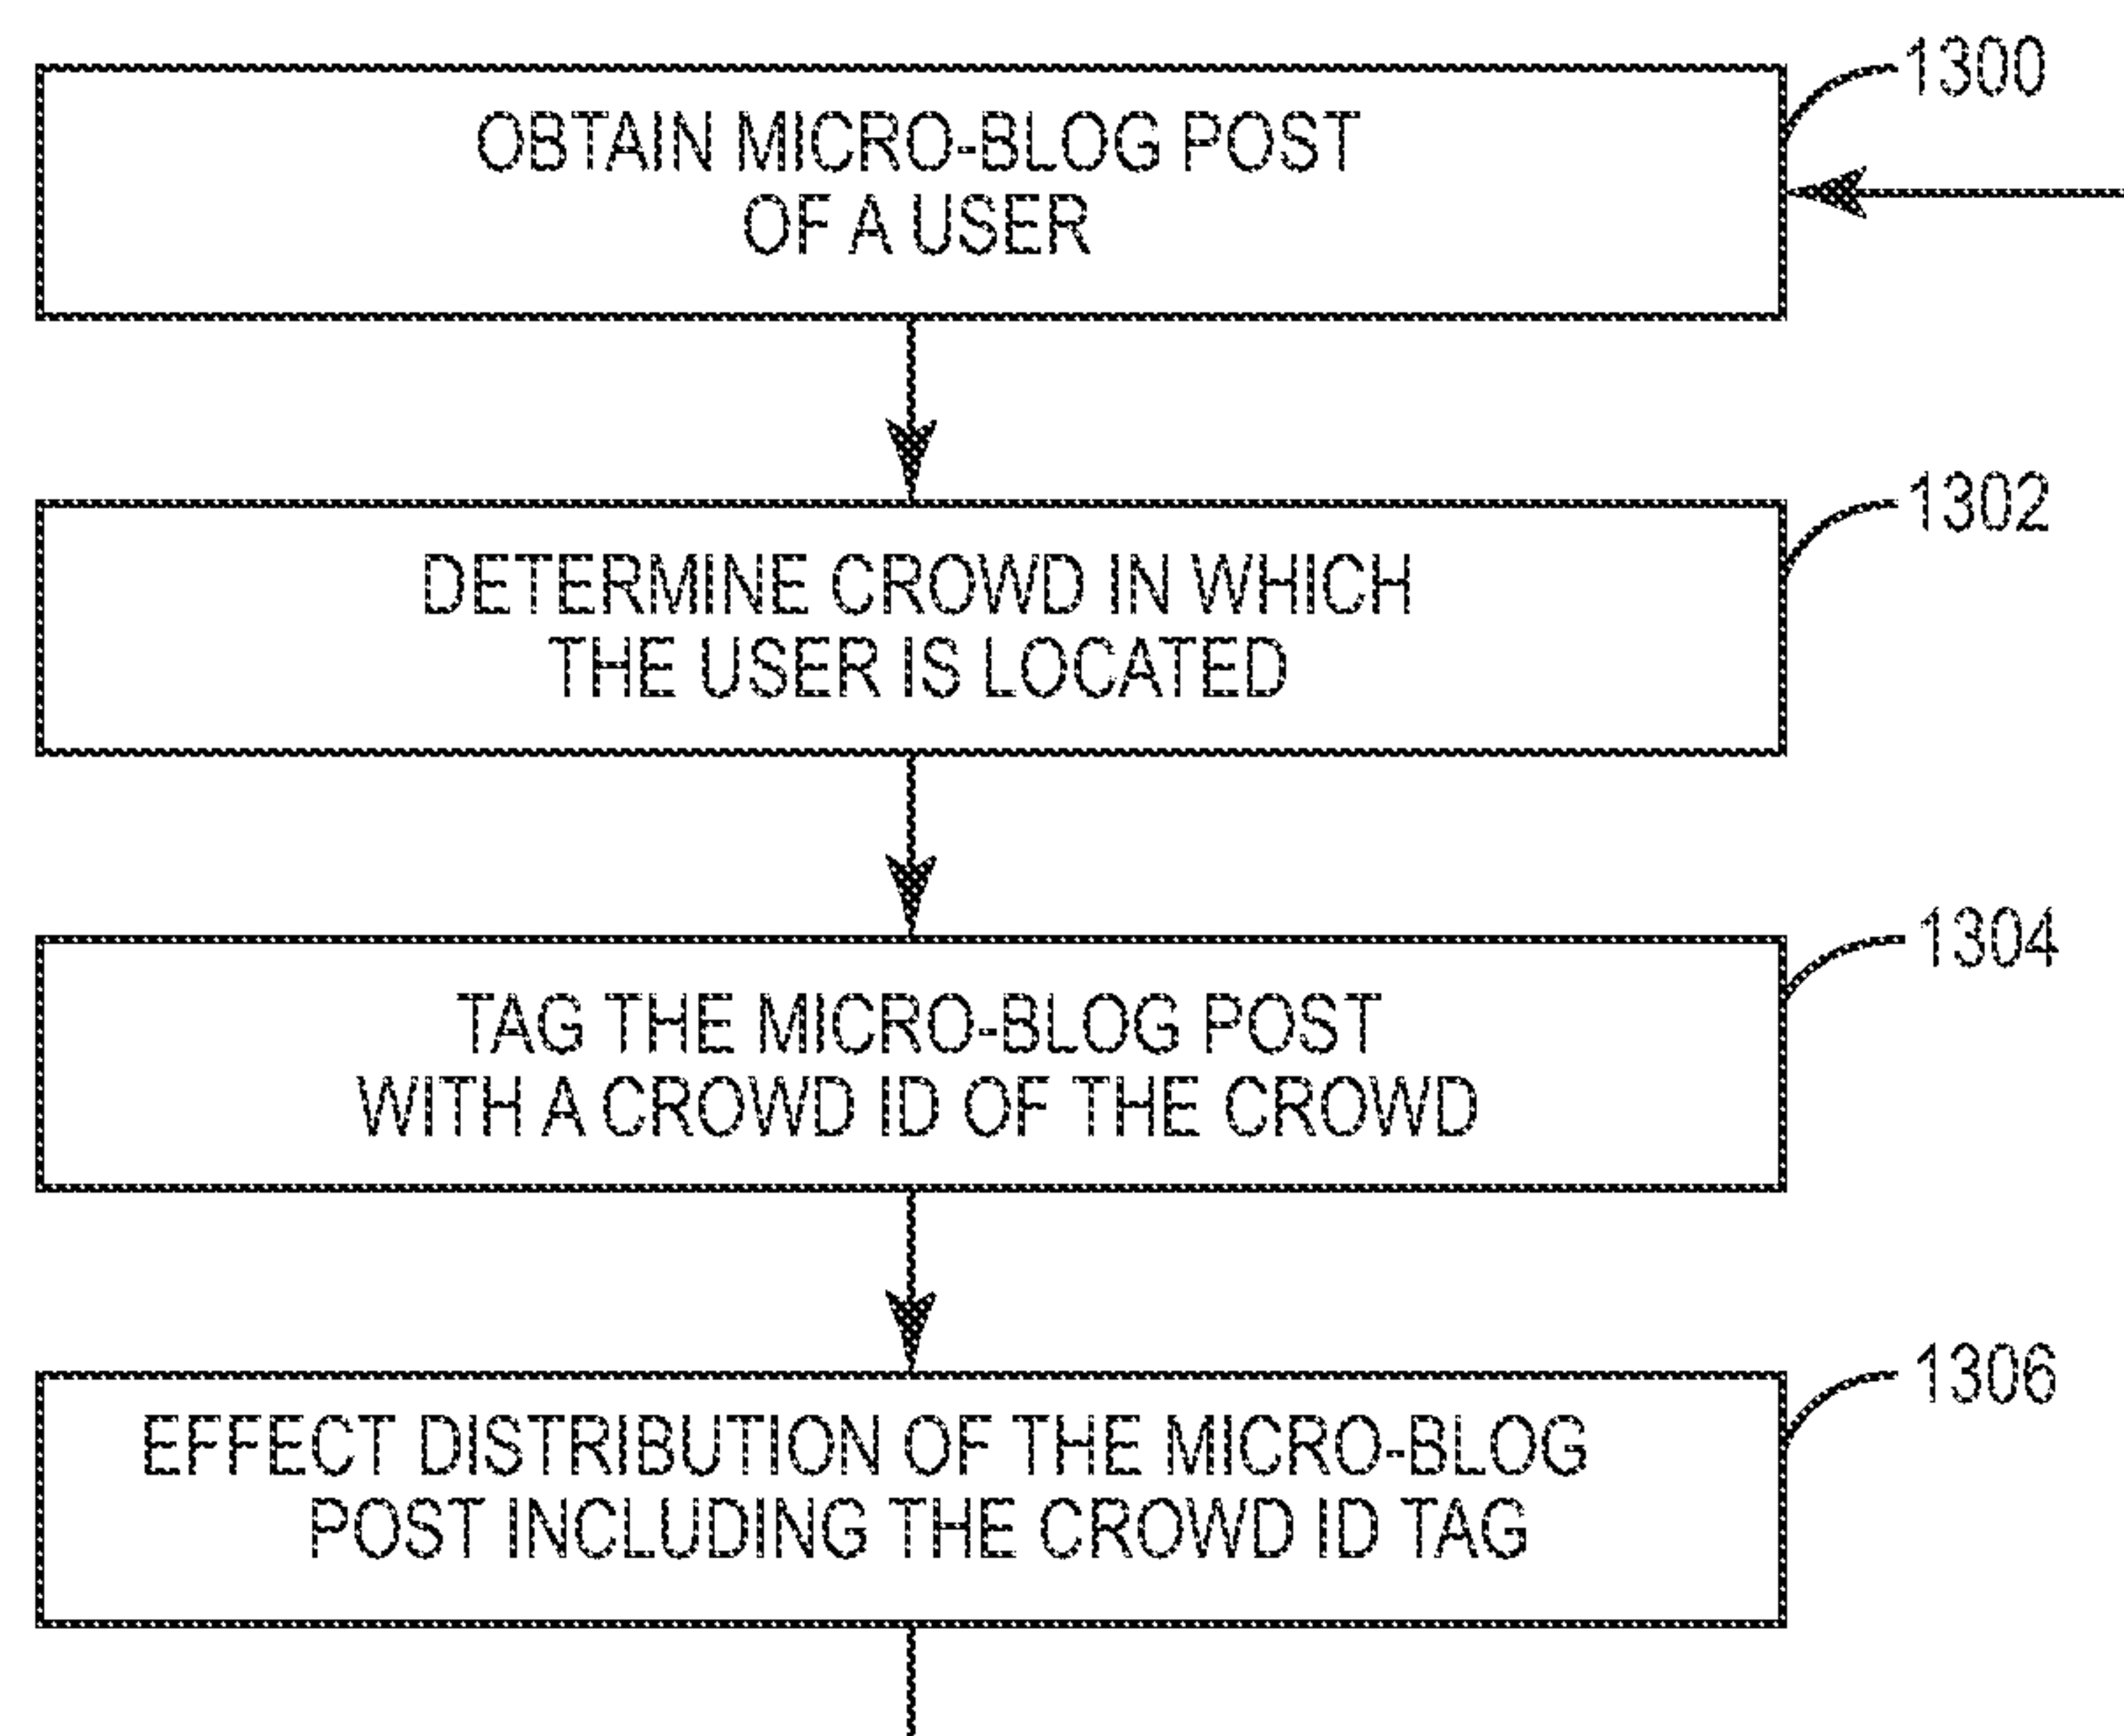 1300
OBTAIN MICRO-BLOG POST
OF A USER
1302
DETERMINE CROWD IN WHICH
THE USER IS LOCATED
1304
TAG THE MICRO-BLOG POST
WITH A CROWD ID OF THE CROWD
1306
EFFECT DISTRIBUTION OF THE MICRO-BLOG
POST INCLUDING THE CROWD ID TAG